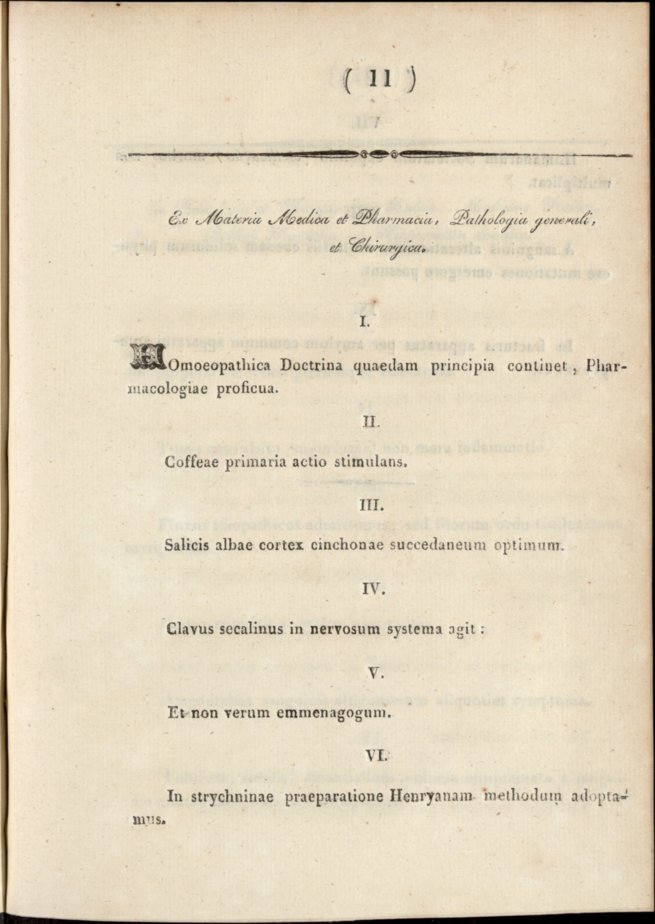 ( 11 )
Ex Materia Medica et Pharmacia, Pathologia generali,
et Chirurgica.
I.
HOmoeopathica Doctrina quaedam principia continet, Phar-
macologiae proficua.
II.
Coffeae primaria actio stimulans.
III.
Salicis albae cortex cinchonae succedaneum optimum.
IV.
Clavus secalinus in nervosum systema agit:
V.
Et non verum emmenagogum.
VI.
In strychninae praeparatione Henryanam methodum adopta-
mus.